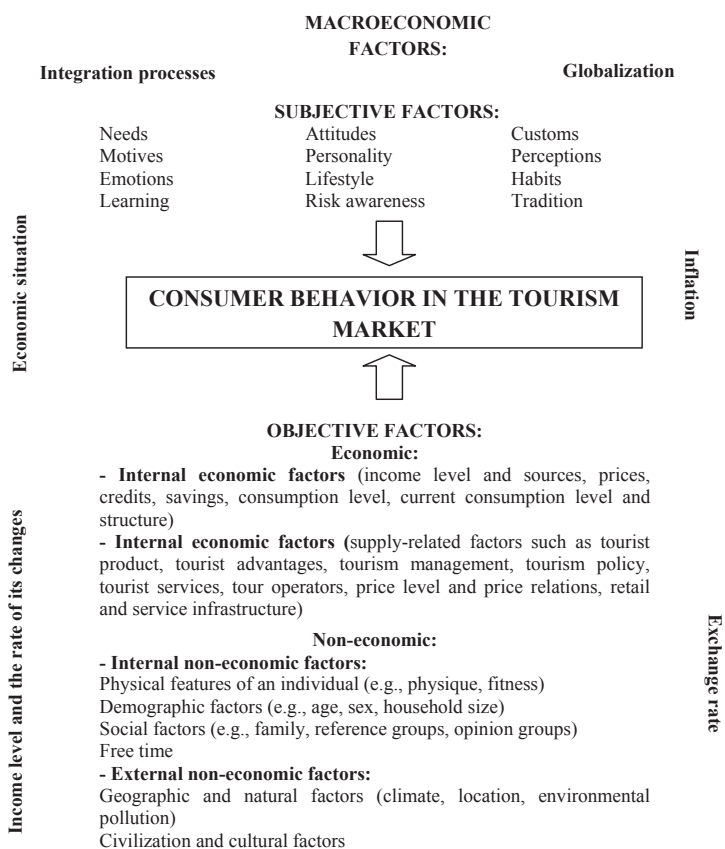 MACROECONOMIC
FACTORS:
Integration processes
Globalization
SUBJECTIVE FACTORS:
Needs Attitudes Customs
Motives Personality Perceptions
Emotions Lifestyle Habits
Learning Risk awareness Tradition
Economic situation
Inflation
CONSUMER BEHAVIOR IN THE TOURISM
MARKET
OBJECTIVE FACTORS:
Economic:
- Internal economic factors (income level and sources, prices,
credits, savings, consumption level, current consumption level and
structure)
- Internal economic factors (supply-related factors such as tourist
product, tourist advantages, tourism management, tourism policy,
tourist services, tour operators, price level and price relations, retail
and service infrastructure)
Income level and the rate of its changes
Exchange rate
Non-economic:
- Internal non-economic factors:
Physical features of an individual (e.g., physique, fitness)
Demographic factors (e.g., age, sex, household size)
Social factors (e.g., family, reference groups, opinion groups)
Free time
- External non-economic factors:
Geographic and natural factors (climate, location, environmental
pollution)
Civilization and cultural factors